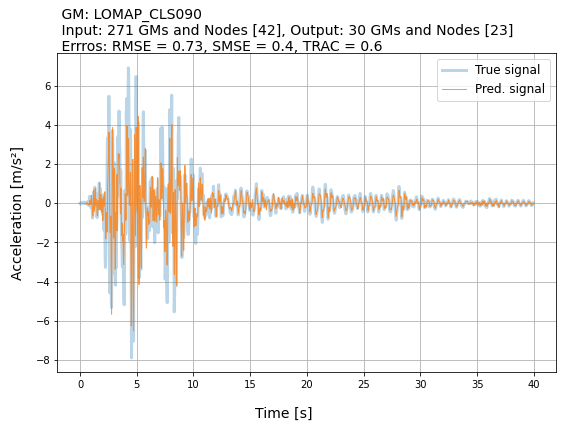 GM: LOMAP_CLS090
Input: 271 GMs and Nodes [42], Output: 30 GMs and Nodes [23]
Erros: RMSE = 0.73, SMSE = 0.4, TRAC = 0.6
True signal
Pred. signal
6
4
2
0
−2
−4
−6
−8
Acceleration [m/s²]
0 5 10 15 20 25 30 35 40
Time [s]